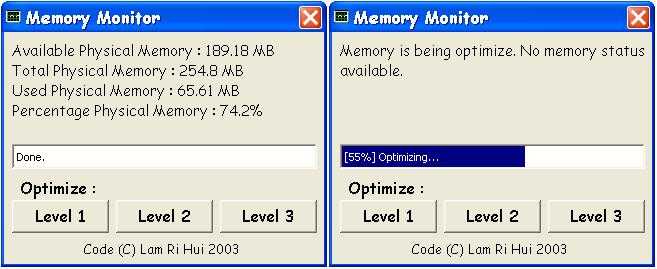 Memory Monitor
Available Physical Memory : 189.18 MB
Total Physical Memory : 254.8 MB
Used Physical Memory : 65.61 MB
Percentage Physical Memory : 74.2%
Done.
Optimize :
Level 1 Level 2 Level 3
Code (C) Lam Ri Hui 2003
Memory Monitor
Memory is being optimize. No memory status
available.
[55%] Optimizing...
Optimize :
Level 1 Level 2 Level 3
Code (C) Lam Ri Hui 2003